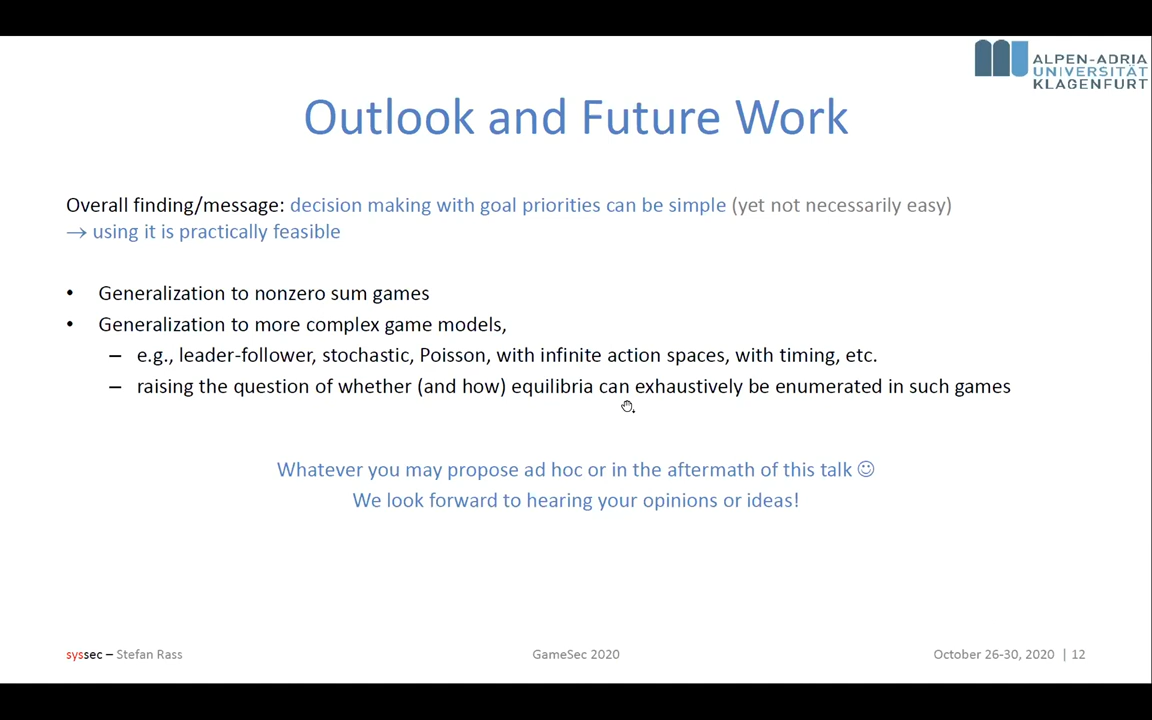 ALPEN-ADRIA
UNIVERSITÄT
KLAGENFURT
Outlook and Future Work
Overall finding/message: decision making with goal priorities can be simple (yet not necessarily easy)
→ using it is practically feasible
• Generalization to nonzero sum games
• Generalization to more complex game models,
– e.g., leader-follower, stochastic, Poisson, with infinite action spaces, with timing, etc.
– raising the question of whether (and how) equilibria can exhaustively be enumerated in such games
Whatever you may propose ad hoc or in the aftermath of this talk ☺
We look forward to hearing your opinions or ideas!
syssec – Stefan Rass
GameSec 2020
October 26-30, 2020 | 12